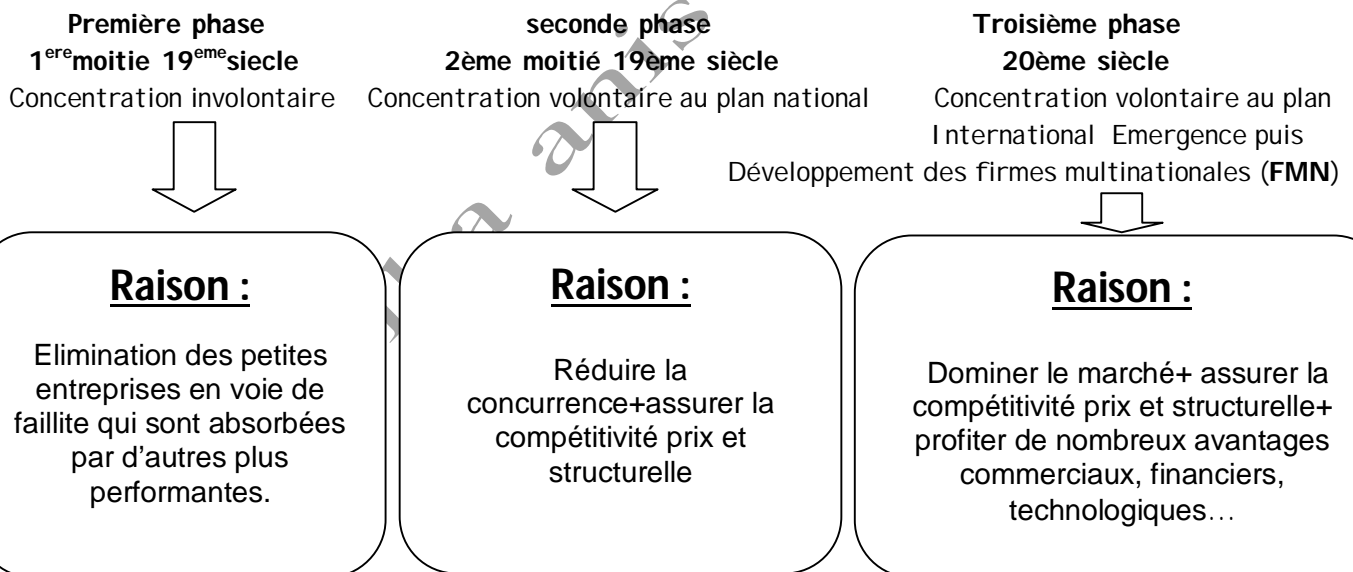 Première phase
1ere moitie 19eme siecle
Concentration involontaire
Raison :
Elimination des petites
entreprises en voie de
faillite qui sont absorbées
par d'autres plus
performantes.
seconde phase
2ème moitié 19ème siècle
Concentration volontaire au plan national
Raison :
Réduire la
concurrence+assurer la
compétitivité prix et
structurelle
Troisième phase
20ème siècle
Concentration volontaire au plan
International Emergence puis
Développement des firmes multinationales (FMN)
Raison :
Dominer le marché+ assurer la
compétitivité prix et structurelle+
profiter de nombreux avantages
commerciaux, financiers,
technologiques…
anis